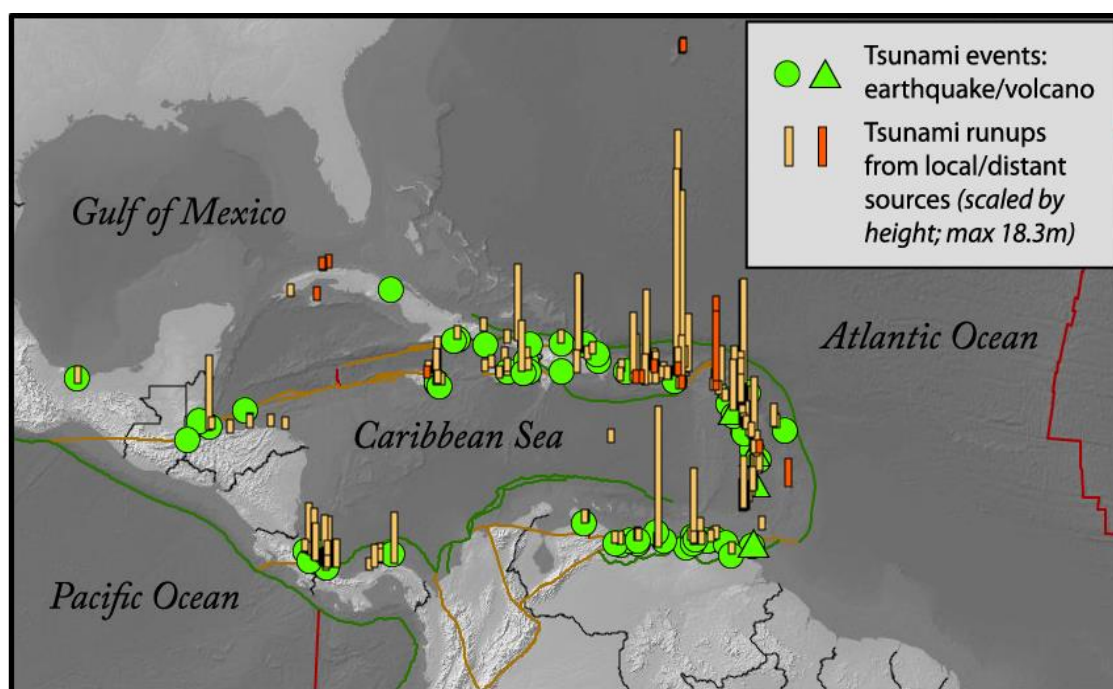 Tsunami events:
earthquake/volcano
Tsunami runups
from local/distant
sources (scaled by
height; max 18.3m)
Gulf of Mexico
Atlantic Ocean
Caribbean Sea
Pacific Ocean